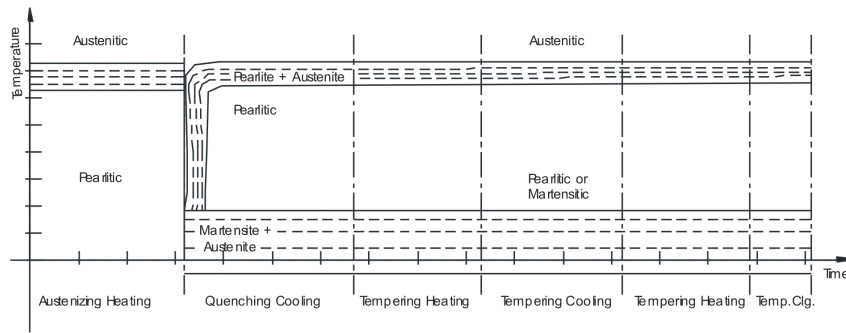 Temperature
Austenitic
Austenitic
Pearlite + Austenite
Pearlitic
Pearlitic
Pearlitic or
Martensitic
Martensite +
Austenite
Time
Austenizing Heating
Quenching Cooling
Tempering Heating
Tempering Cooling
Tempering Heating
Temp. Clg.